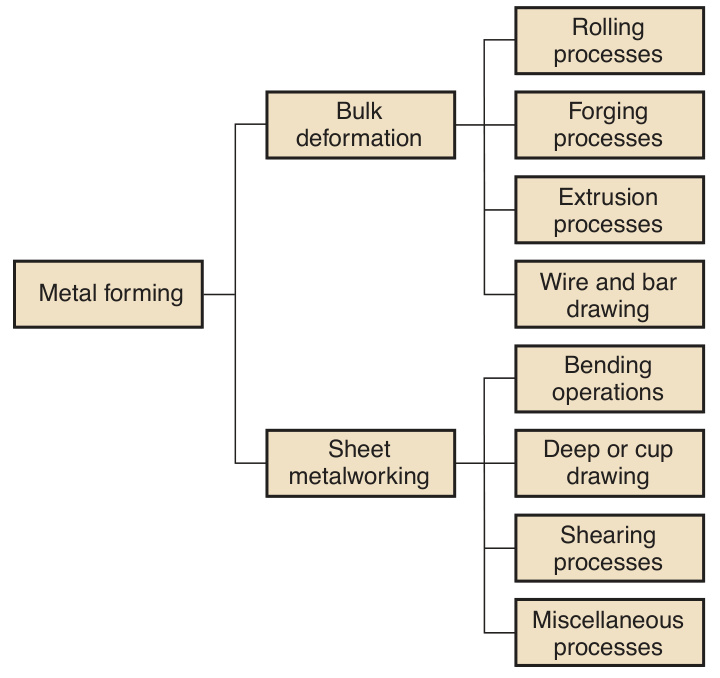 Rolling
processes
Bulk
deformation
Forging
processes
Extrusion
processes
Metal forming
Wire and bar
drawing
Bending
operations
Sheet
metalworking
Deep or cup
drawing
Shearing
processes
Miscellaneous
processes